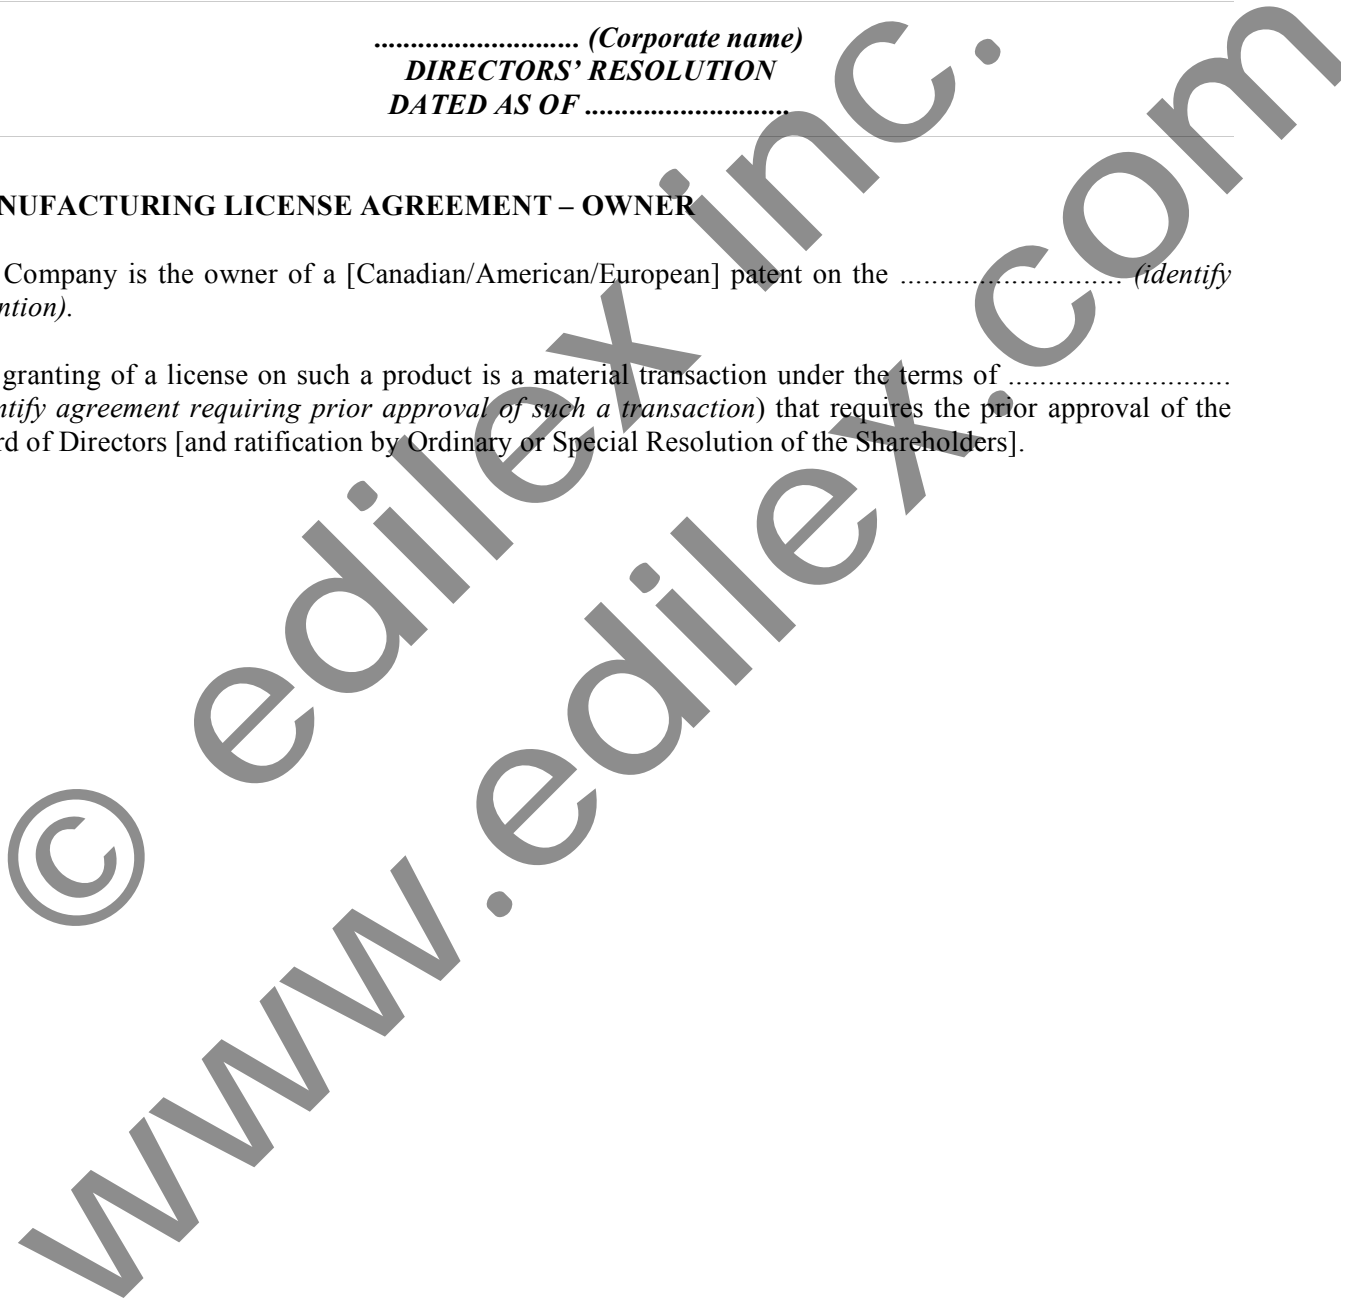 ........................... (Corporate name)
DIRECTORS’ RESOLUTION
DATED AS OF ...........................
NUFACTURING LICENSE AGREEMENT – OWNER
Company is the owner of a [Canadian/American/European] patent on the ............................ (identify
ntion).
granting of a license on such a product is a material transaction under the terms of ............................
ntify agreement requiring prior approval of such a transaction) that requires the prior approval of the
rd of Directors [and ratification by Ordinary or Special Resolution of the Shareholders].
© edilex inc.
www.edilex.com